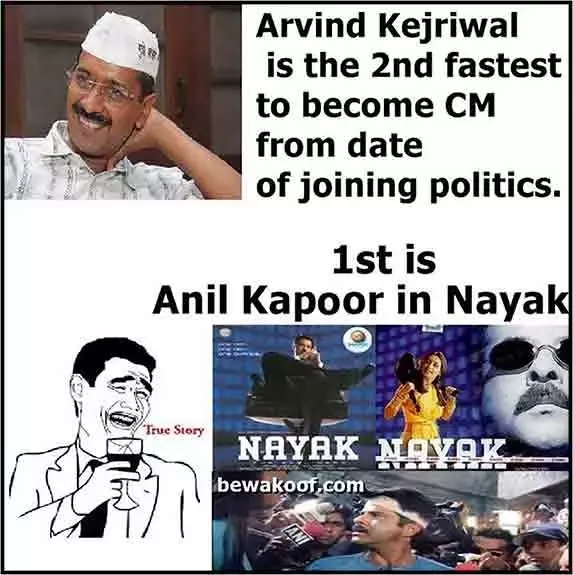 Arvind Kejriwal
is the 2nd fastest
to become CM
from date
of joining politics.
1st is
Anil Kapoor in Nayak
True Story
NAYAK
NAYAK
bewakoof.com
ANI